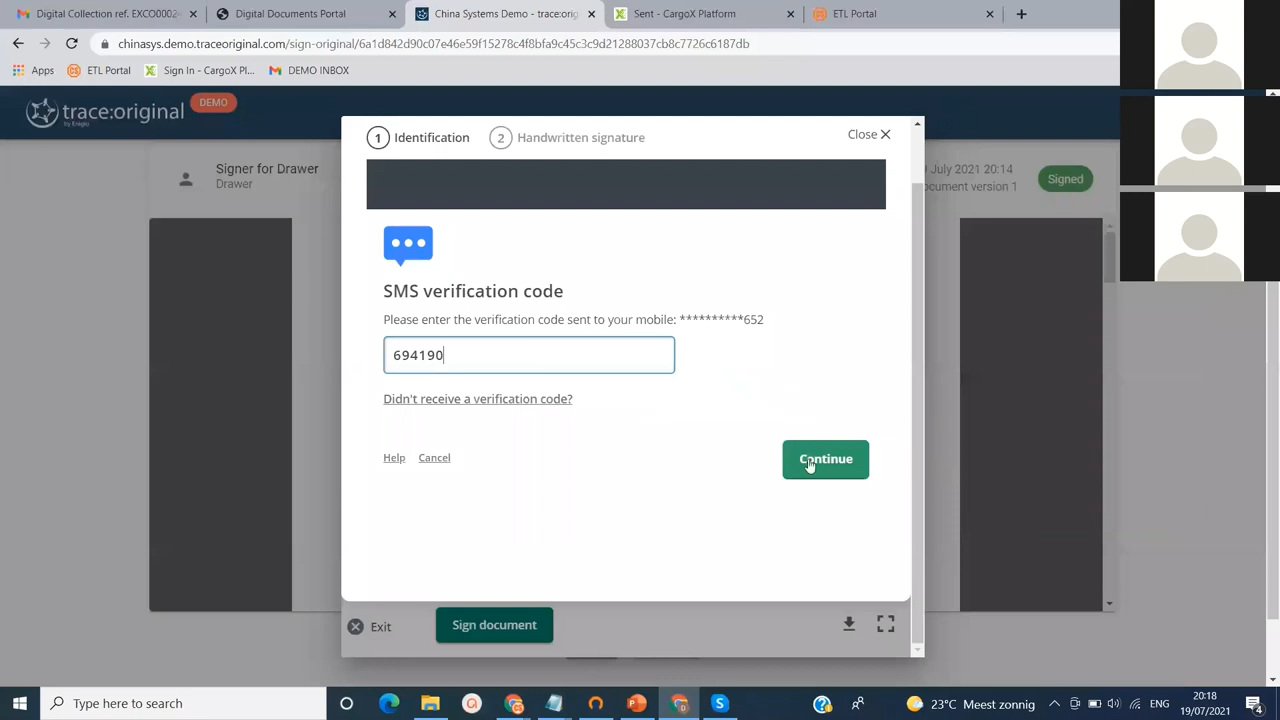 Digital Collection ref. EXCO0002
Digital Documents Portal
China Systems Demo - trace:orig
Sent - CargoX Platform
ETL Portal
chinasys.demo.traceoriginal.com/sign-original/6a1d842d90c07e46e59f15278c4f8bfa9c45c3c9d21288037cb8c7726c6187db
Apps
ETL Portal
Sign In - CargoX Pl...
DEMO INBOX
trace:original
by Enigio
DEMO
Signer for Drawer
Drawer
July 2021 20:14
ocument version 1
Signed
1 Identification
2 Handwritten signature
Close
SMS verification code
Please enter the verification code sent to your mobile: **********652
694190
Didn't receive a verification code?
Help
Cancel
Continue
Exit
Sign document
Type here to search
23°C Meest zonnig
ENG
20:18
19/07/2021
4